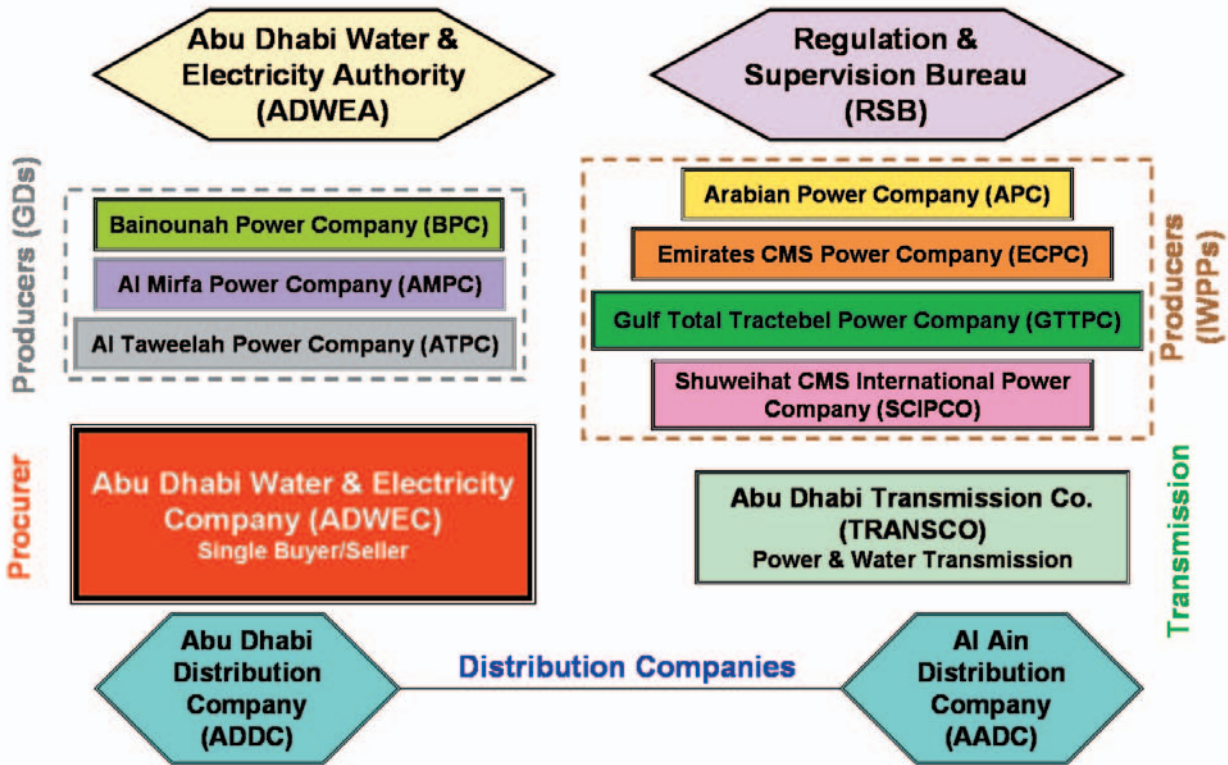 Abu Dhabi Water &
Electricity Authority
(ADWEA)
Regulation &
Supervision Bureau
(RSB)
Producers (GDs)
Bainounah Power Company (BPC)
Al Mirfa Power Company (AMPC)
Al Taweelah Power Company (ATPC)
Arabian Power Company (APC)
Emirates CMS Power Company (ECPC)
Gulf Total Tractebel Power Company (GTTPC)
Shuweihat CMS International Power
Company (SCIPCO)
Producers
(IWPPs)
Procurer
Abu Dhabi Water & Electricity
Company (ADWEC)
Single Buyer/Seller
Abu Dhabi Transmission Co.
(TRANSCO)
Power & Water Transmission
Transmission
Abu Dhabi
Distribution
Company
(ADDC)
Distribution Companies
Al Ain
Distribution
Company
(AADC)